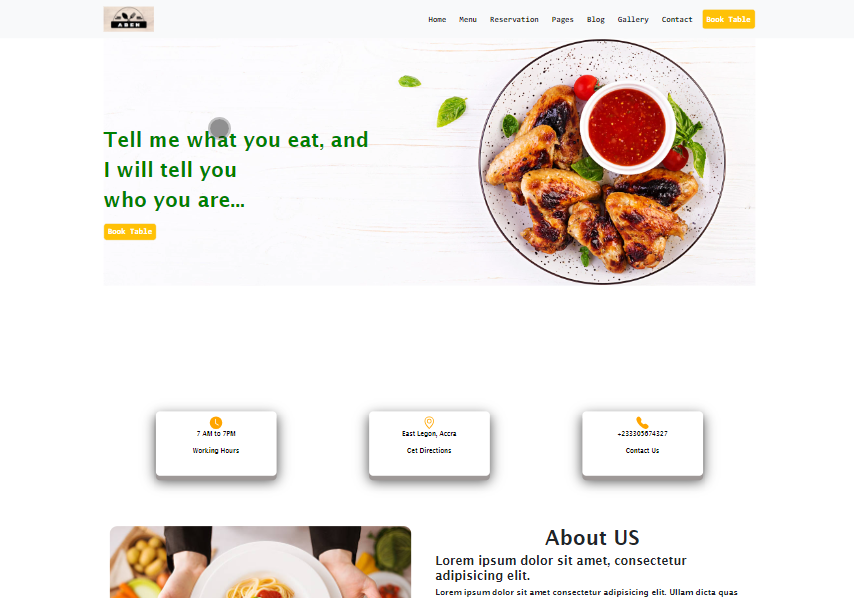 ABEN
Home Menu Reservation Pages Blog Gallery Contact Book Table
Tell me what you eat, and
I will tell you
who you are...
Book Table
7 AM to 7PM
Working Hours
East Legon, Accra
Get Directions
+233305674327
Contact Us
About US
Lorem ipsum dolor sit amet, consectetur
adipisicing elit.
Lorem ipsum dolor sit amet consectetur adipisicing elit. Ullam dicta quas